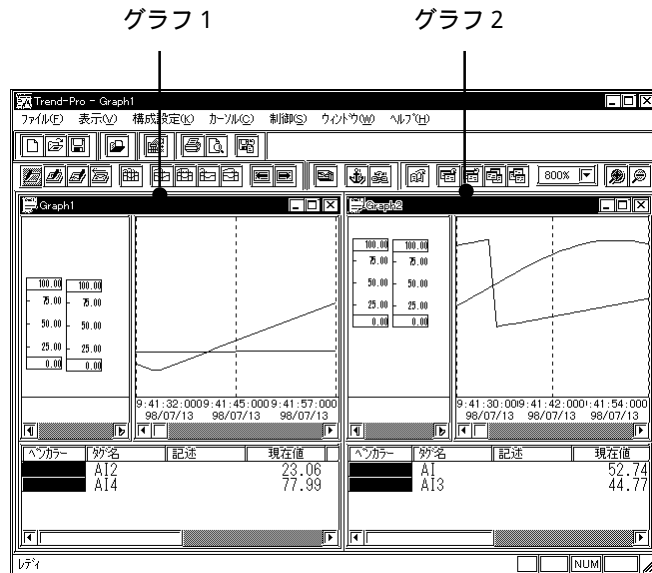 グラフ 1
グラフ 2
Trend-Pro - Graph1
ファイル(F) 表示(V) 構成設定(K) カーソル(C) 制御(S) ウィンドウ(W) ヘルプ(H)
800%
Graph1
100.00 100.00
75.00 75.00
50.00 50.00
25.00 25.00
0.00 0.00
9:41:32:000 9:41:45:000 9:41:57:000
98/07/13 98/07/13 98/07/13
ペンカラー タグ名 記述 現在値
AI2 23.06
AI4 77.99
Graph2
100.00 100.00
75.00 75.00
50.00 50.00
25.00 25.00
0.00 0.00
9:41:30:000 9:41:42:000 9:41:54:000
98/07/13 98/07/13 98/07/13
ペンカラー タグ名 記述 現在値
AI 52.74
AI3 44.77
レディ
NUM